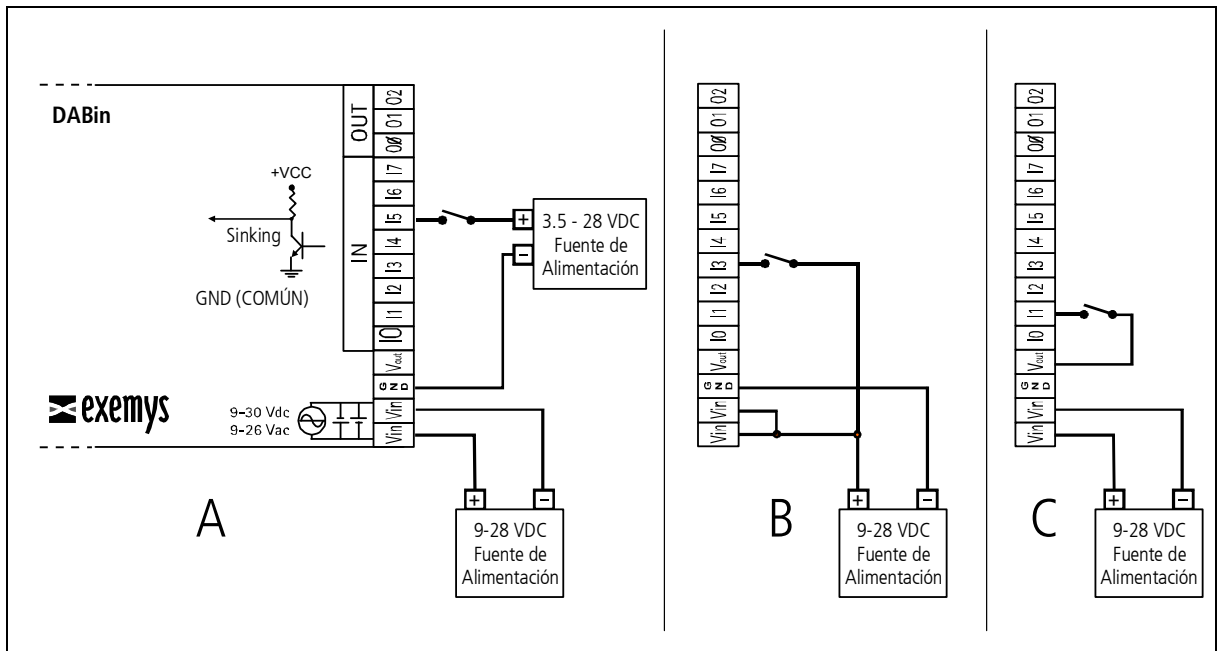 DABin
+VCC
Sinking
GND (COMÚN)
exemys
9-30 Vdc
9-26 Vac
OUT
IN
O2
O1
OØ
I7
I6
I5
I4
I3
I2
I1
I0
Vout
GND
Vin
Vin
+
-
3.5 - 28 VDC
Fuente de
Alimentación
+
-
9-28 VDC
Fuente de
Alimentación
A
O2
O1
OØ
I7
I6
I5
I4
I3
I2
I1
I0
Vout
GND
Vin
Vin
+
-
9-28 VDC
Fuente de
Alimentación
B
O2
O1
OØ
I7
I6
I5
I4
I3
I2
I1
I0
Vout
GND
Vin
Vin
+
-
9-28 VDC
Fuente de
Alimentación
C